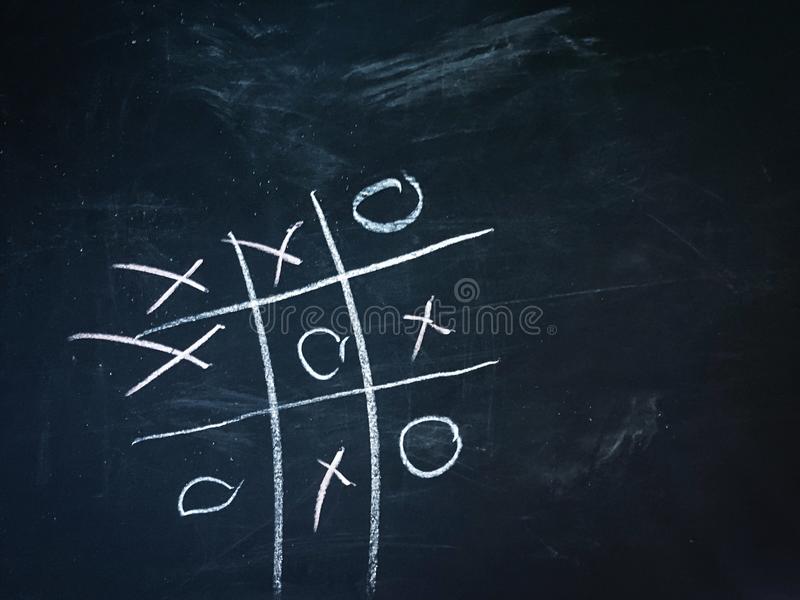 X X O
X O X
O X O
dreamstime.